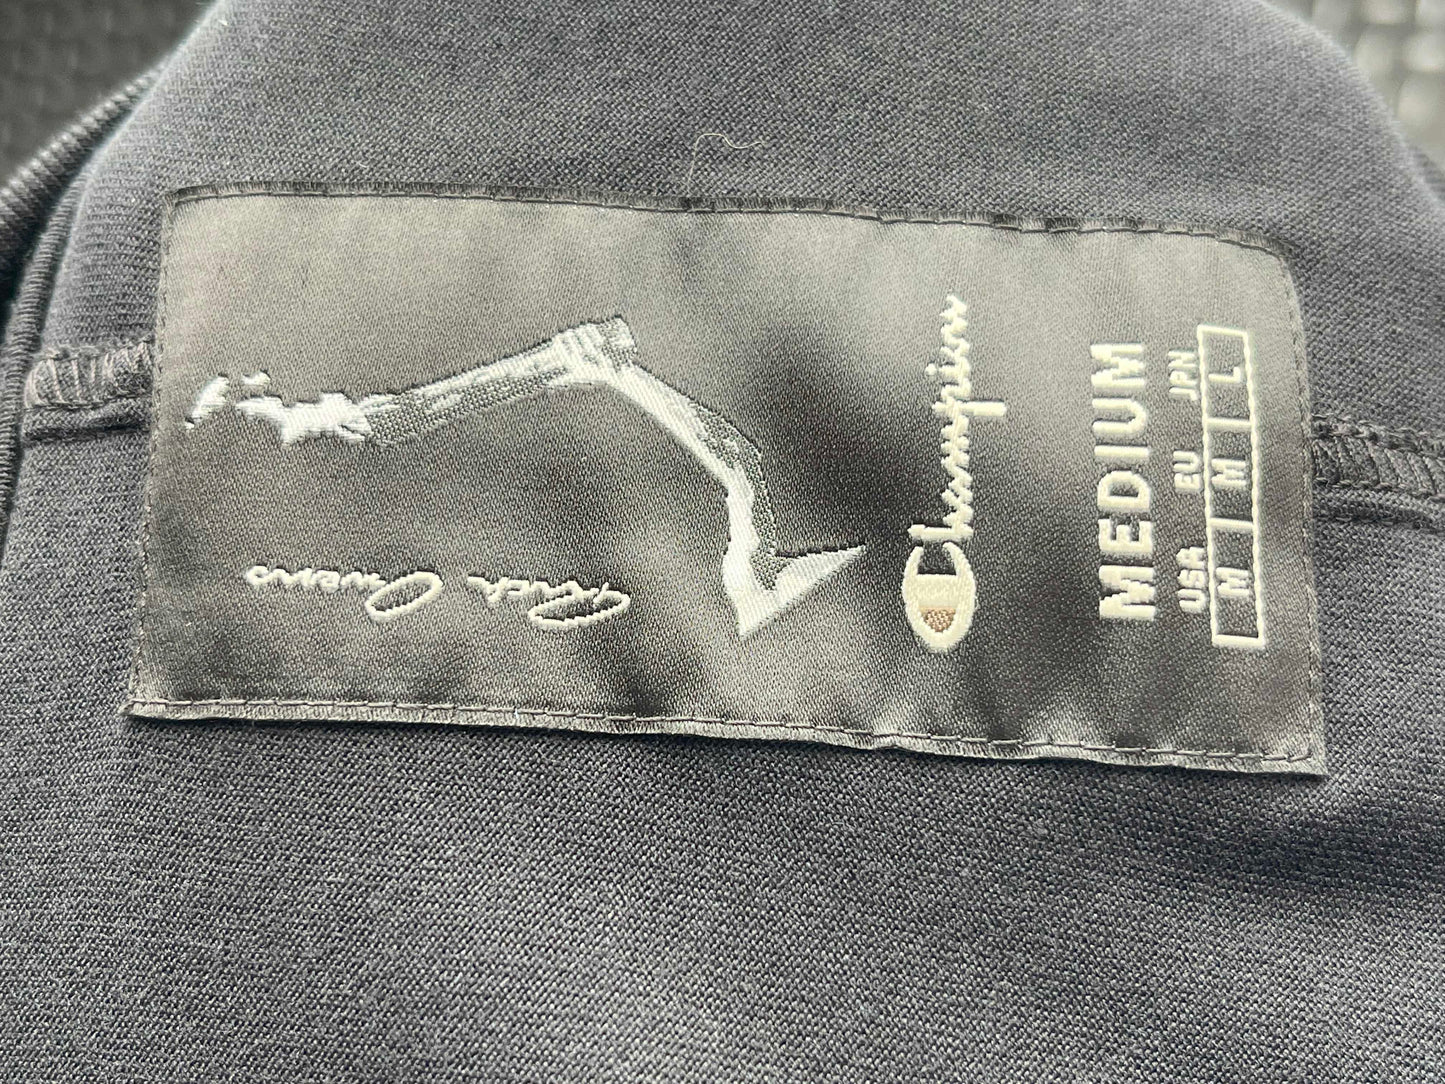 Rick Owens
Champion
MEDIUM
USA EU JPN
M M L